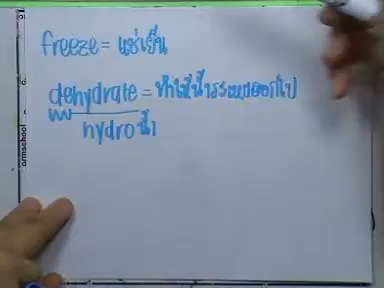 freeze = แช่เย็น
dehydrate = ทำให้น้ำระเหยออกไป
hydro น้ำ